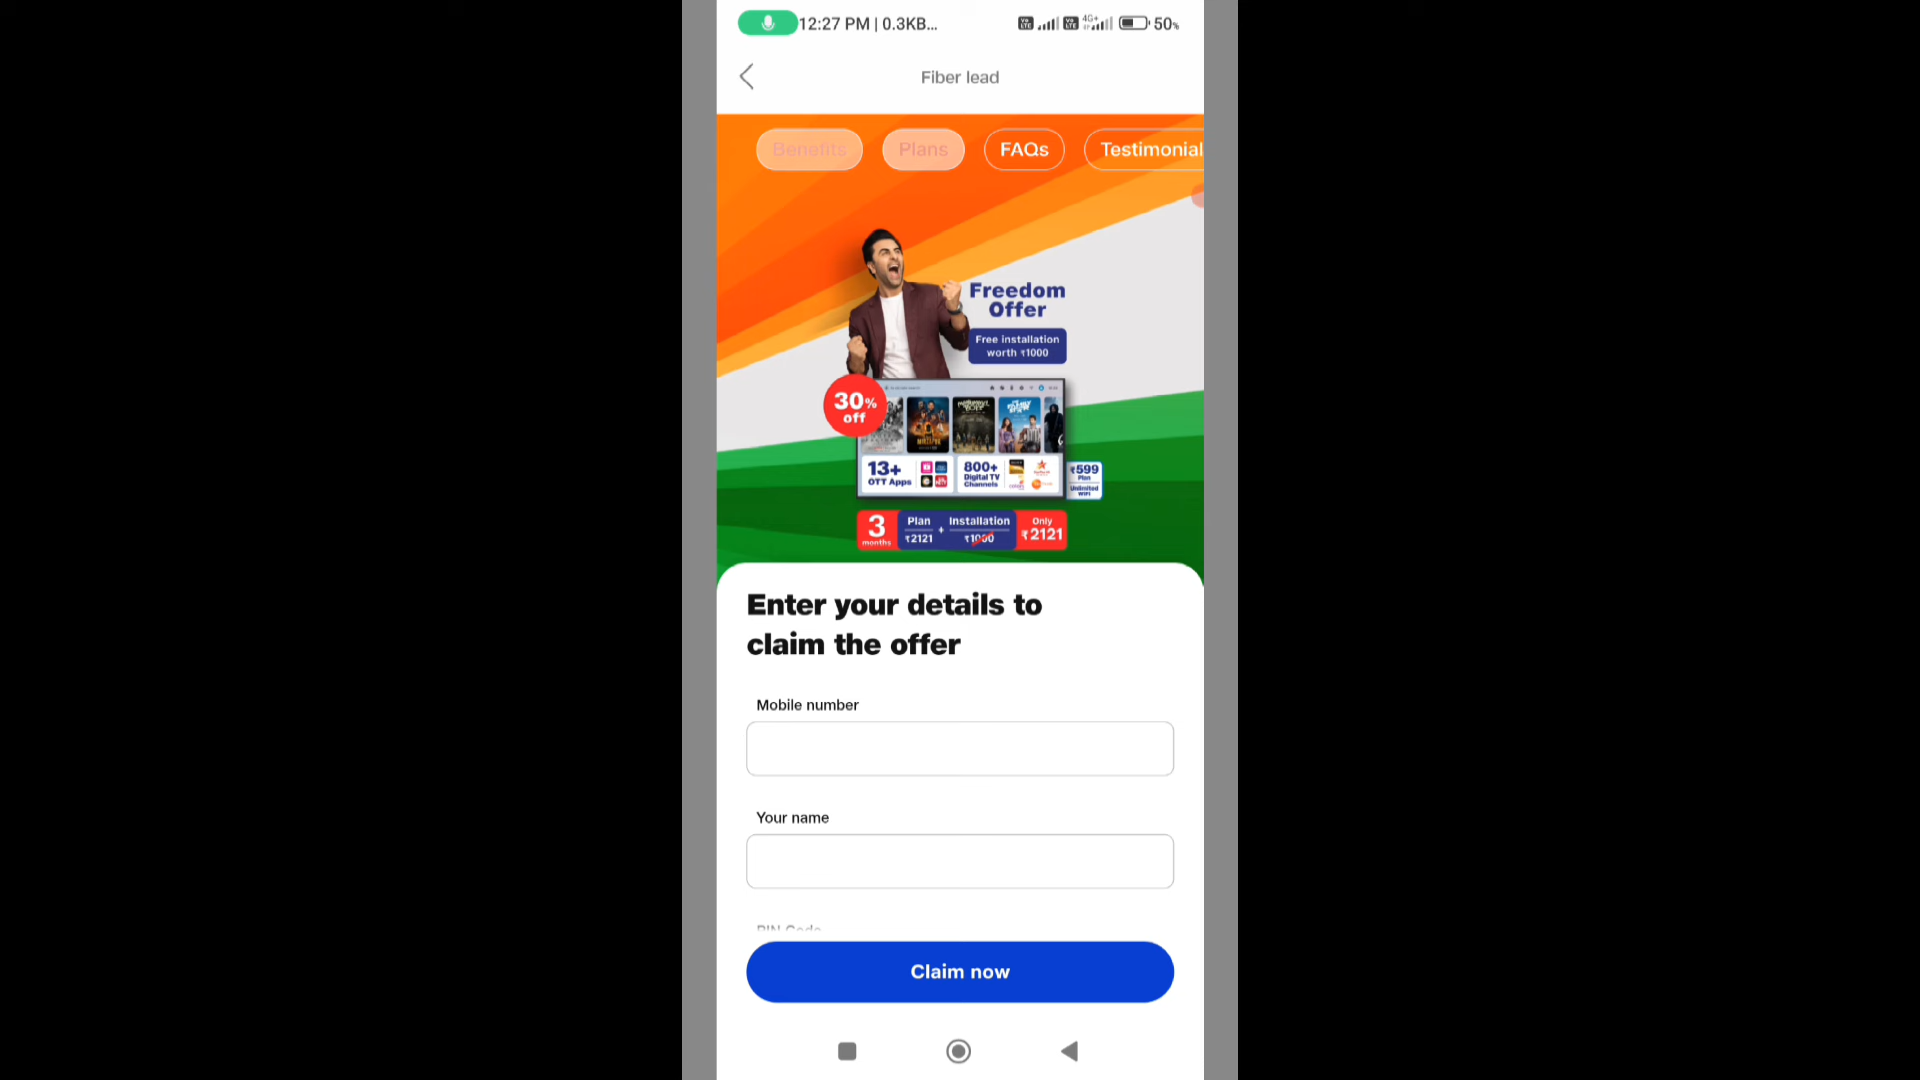 12:27 PM | 0.3KB...
4G+
50%
Fiber lead
Benefits
Plans
FAQs
Testimonial
Freedom
Offer
Free installation
worth ₹1000
30%
off
13+
OTT Apps
800+
Digital TV
Channels
₹599
Plan
Unlimited
WiFi
3
months
Plan
₹2121
+
Installation
₹1000
Only
₹2121
Enter your details to
claim the offer
Mobile number
Your name
PIN Code
Claim now